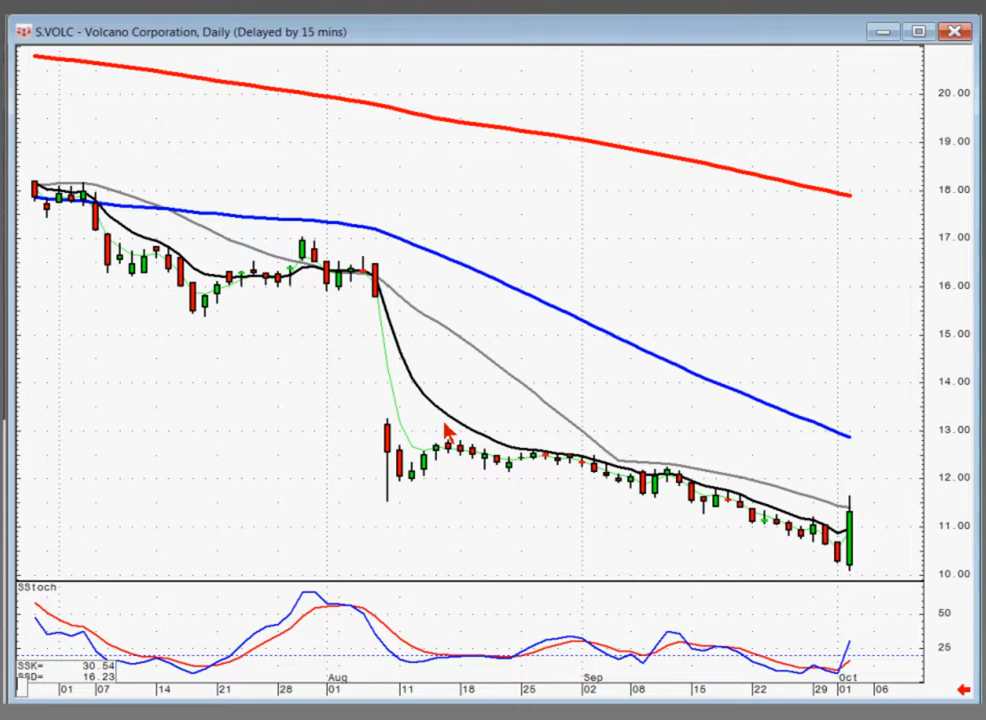 S.VOLC - Volcano Corporation, Daily (Delayed by 15 mins)
20.00
19.00
18.00
17.00
16.00
15.00
14.00
13.00
12.00
11.00
10.00
SStoch
50
25
SSK= 30.54
SSD= 16.23
Aug Sep Oct
01 07 14 21 28 01 11 18 25 02 08 15 22 29 01 06